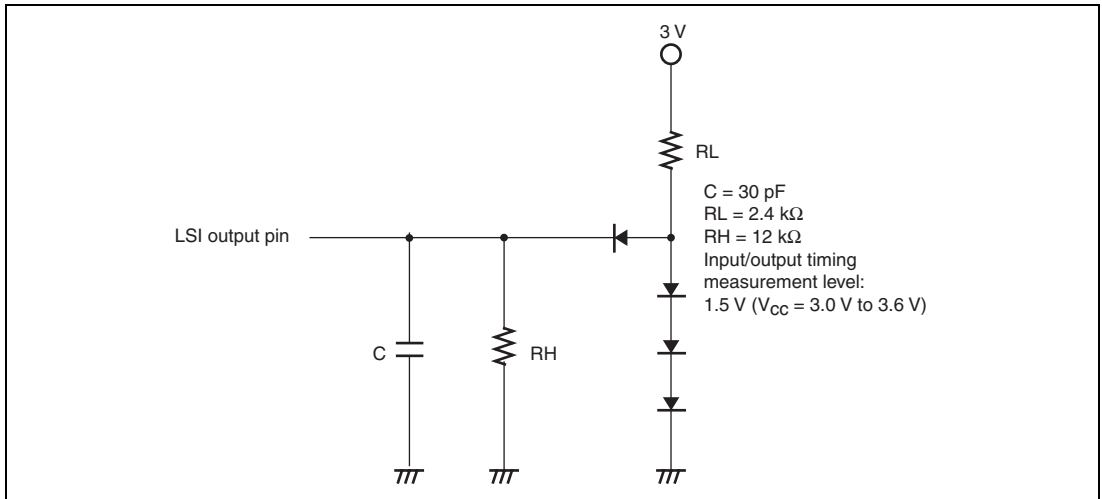 3 V
RL
C = 30 pF
RL = 2.4 kΩ
RH = 12 kΩ
Input/output timing
measurement level:
1.5 V (VCC = 3.0 V to 3.6 V)
LSI output pin
C
RH